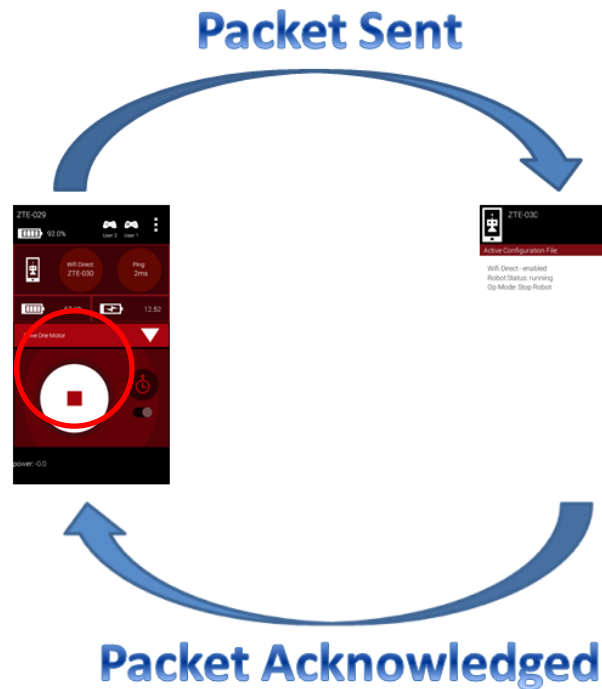 Packet Sent
ZTE-029
92.0%
User 2 User 1
Wifi Direct
ZTE-030
Ping:
2ms
12.52
One Motor
power: -0.0
ZTE-030
Active Configuration File:
Wifi Direct - enabled
Robot Status: running
Op Mode: Stop Robot
Packet Acknowledged